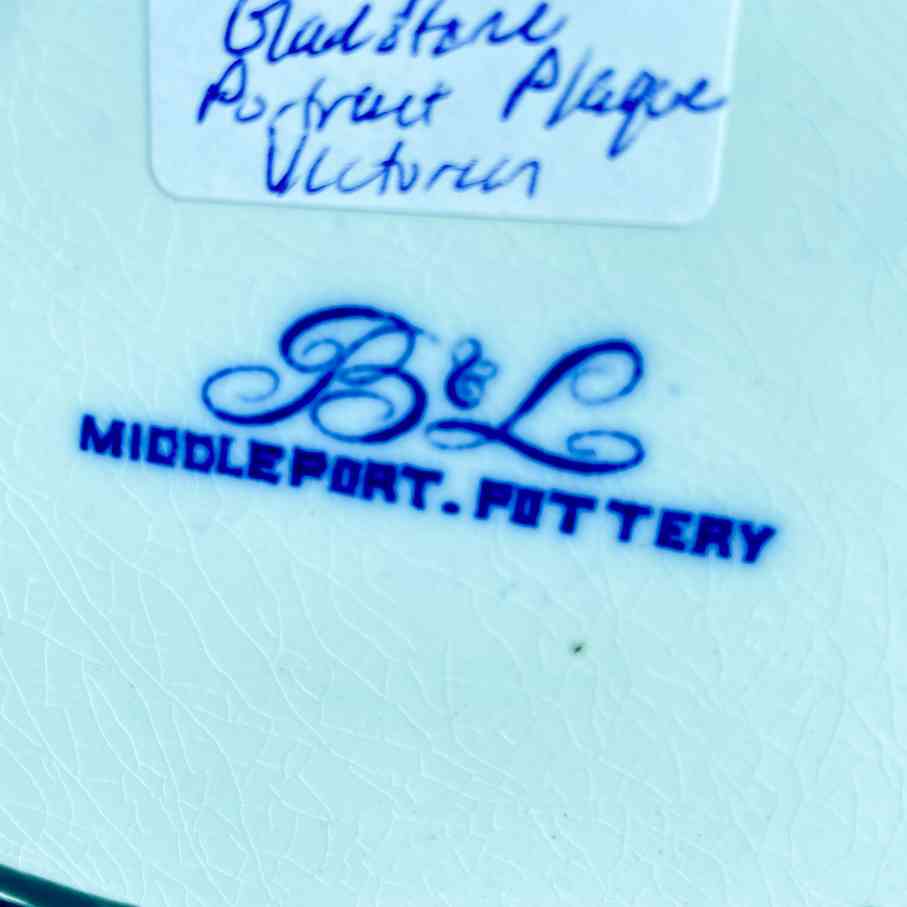 Gladstone
Portrait Plaque
Victorian
B & L
MIDDLEPORT. POTTERY